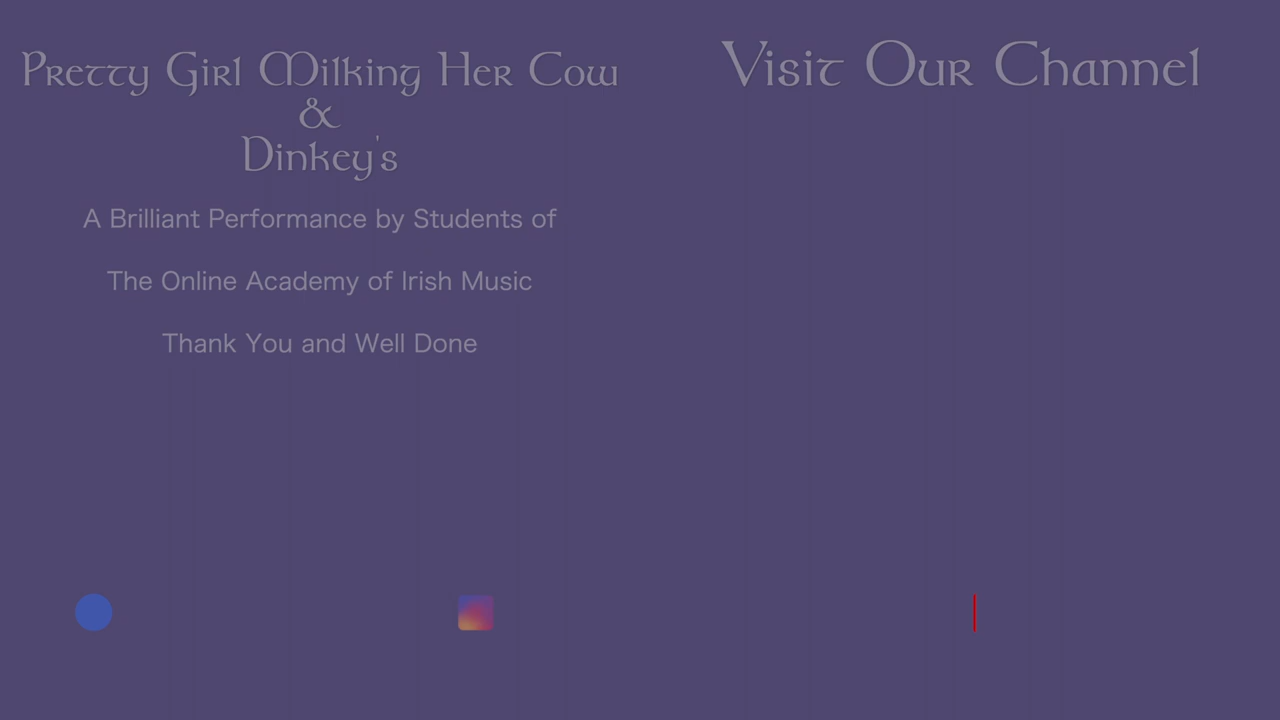 Pretty Girl Milking Her Cow
&
Dinkey's
A Brilliant Performance by Students of
The Online Academy of Irish Music
Thank You and Well Done
Visit Our Channel